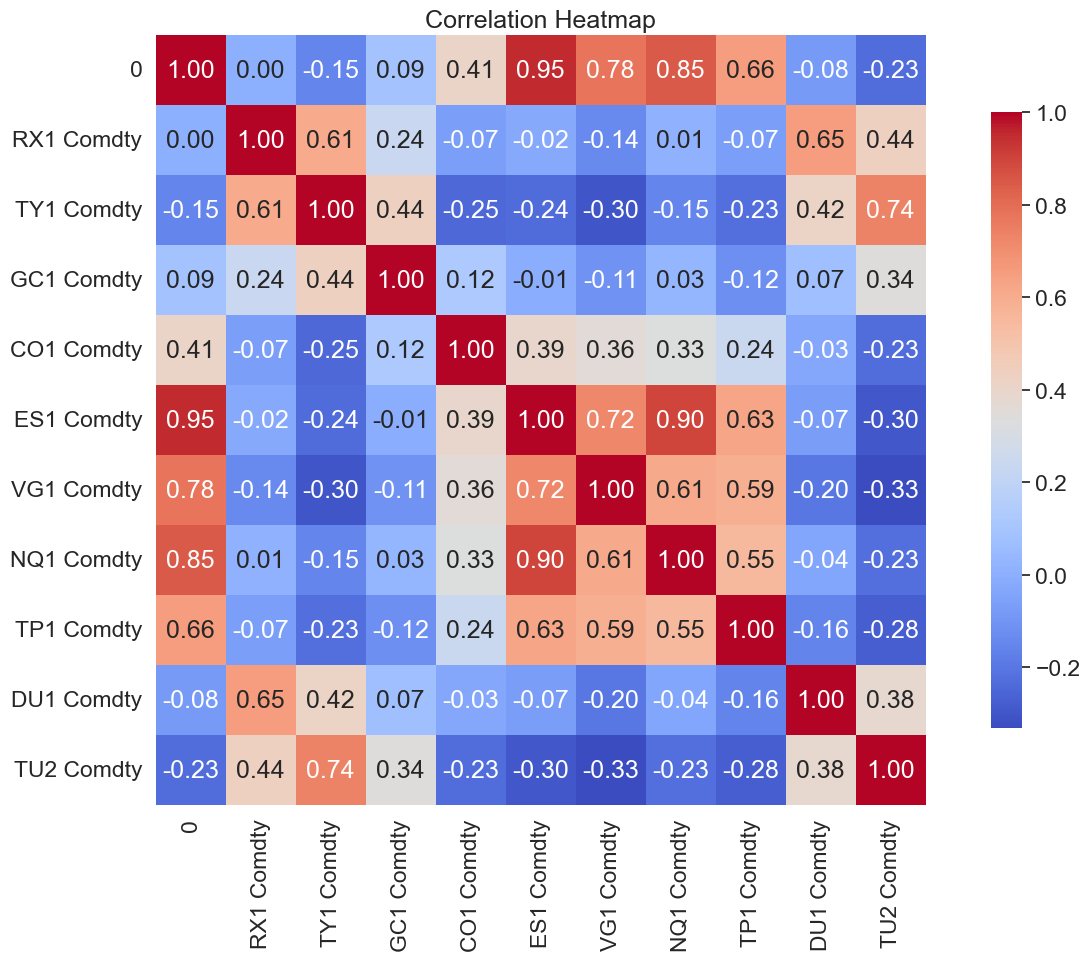 Correlation Heatmap
0 1.00 0.00 -0.15 0.09 0.41 0.95 0.78 0.85 0.66 -0.08 -0.23
RX1 Comdty 0.00 1.00 0.61 0.24 -0.07 -0.02 -0.14 0.01 -0.07 0.65 0.44
TY1 Comdty -0.15 0.61 1.00 0.44 -0.25 -0.24 -0.30 -0.15 -0.23 0.42 0.74
GC1 Comdty 0.09 0.24 0.44 1.00 0.12 -0.01 -0.11 0.03 -0.12 0.07 0.34
CO1 Comdty 0.41 -0.07 -0.25 0.12 1.00 0.39 0.36 0.33 0.24 -0.03 -0.23
ES1 Comdty 0.95 -0.02 -0.24 -0.01 0.39 1.00 0.72 0.90 0.63 -0.07 -0.30
VG1 Comdty 0.78 -0.14 -0.30 -0.11 0.36 0.72 1.00 0.61 0.59 -0.20 -0.33
NQ1 Comdty 0.85 0.01 -0.15 0.03 0.33 0.90 0.61 1.00 0.55 -0.04 -0.23
TP1 Comdty 0.66 -0.07 -0.23 -0.12 0.24 0.63 0.59 0.55 1.00 -0.16 -0.28
DU1 Comdty -0.08 0.65 0.42 0.07 -0.03 -0.07 -0.20 -0.04 -0.16 1.00 0.38
TU2 Comdty -0.23 0.44 0.74 0.34 -0.23 -0.30 -0.33 -0.23 -0.28 0.38 1.00
0
RX1 Comdty
TY1 Comdty
GC1 Comdty
CO1 Comdty
ES1 Comdty
VG1 Comdty
NQ1 Comdty
TP1 Comdty
DU1 Comdty
TU2 Comdty
1.0
0.8
0.6
0.4
0.2
0.0
−0.2